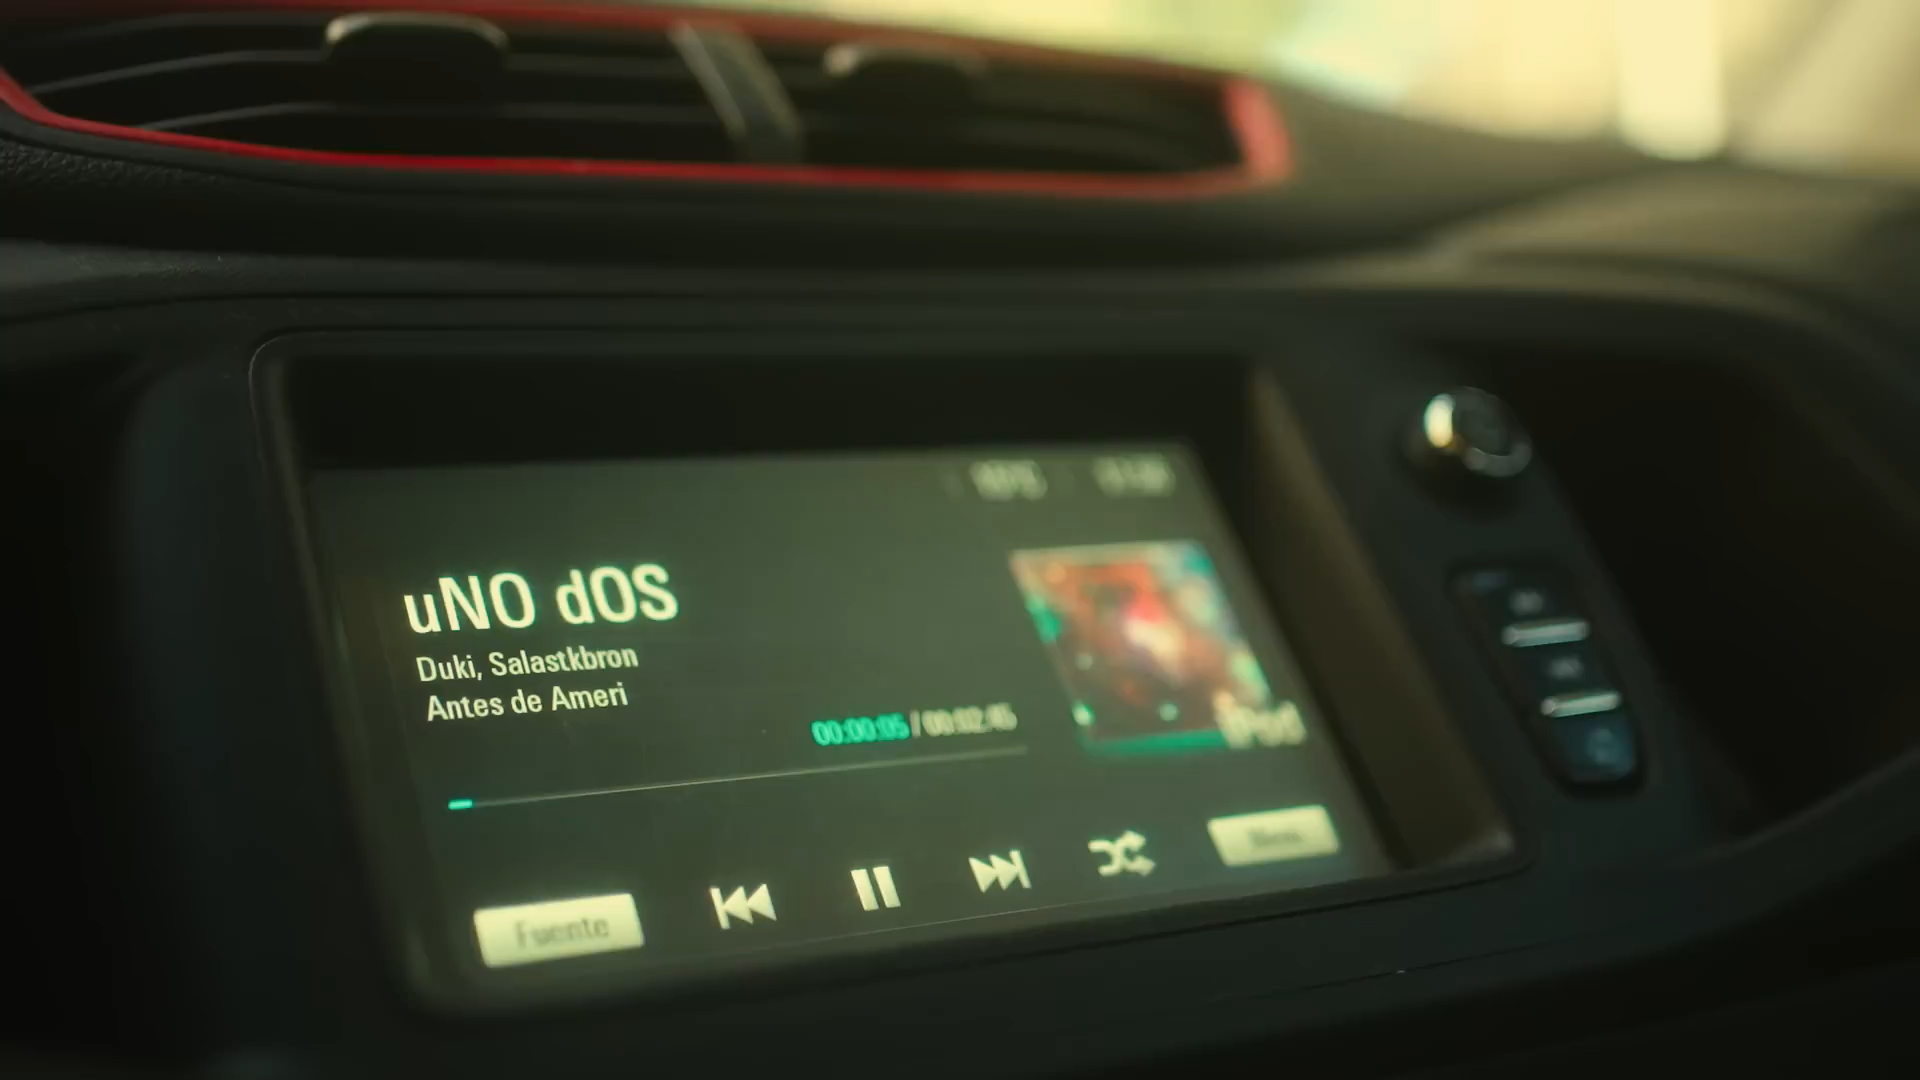 uNO dOS
Duki, Salastkbron
Antes de Ameri
00:00:05 / 00:02:45
iPod
Fuente